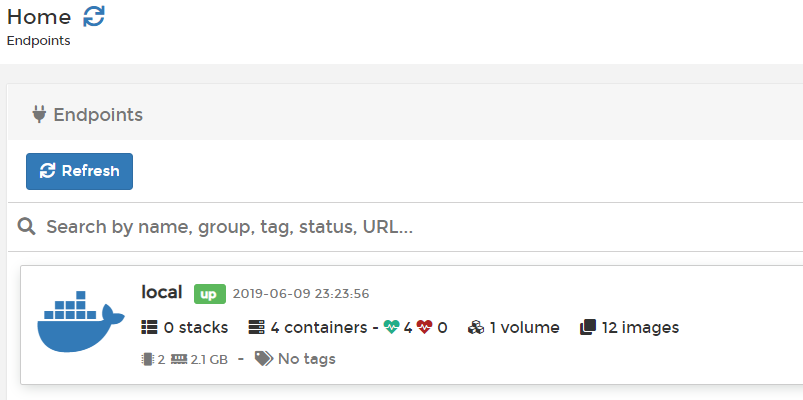 Home
Endpoints
Endpoints
Refresh
Search by name, group, tag, status, URL...
local up 2019-06-09 23:23:56
0 stacks 4 containers - 4 0 1 volume 12 images
2 2.1 GB - No tags